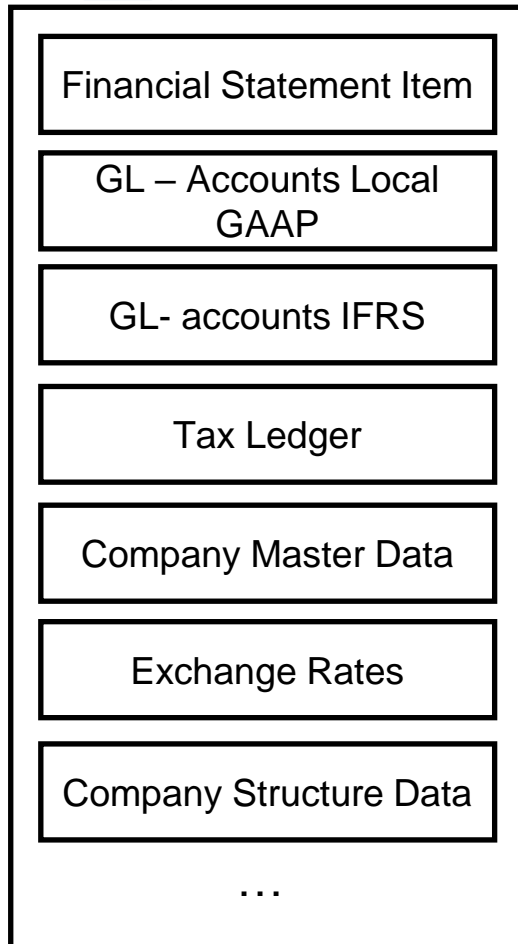 Financial Statement Item
GL – Accounts Local
GAAP
GL- accounts IFRS
Tax Ledger
Company Master Data
Exchange Rates
Company Structure Data
…